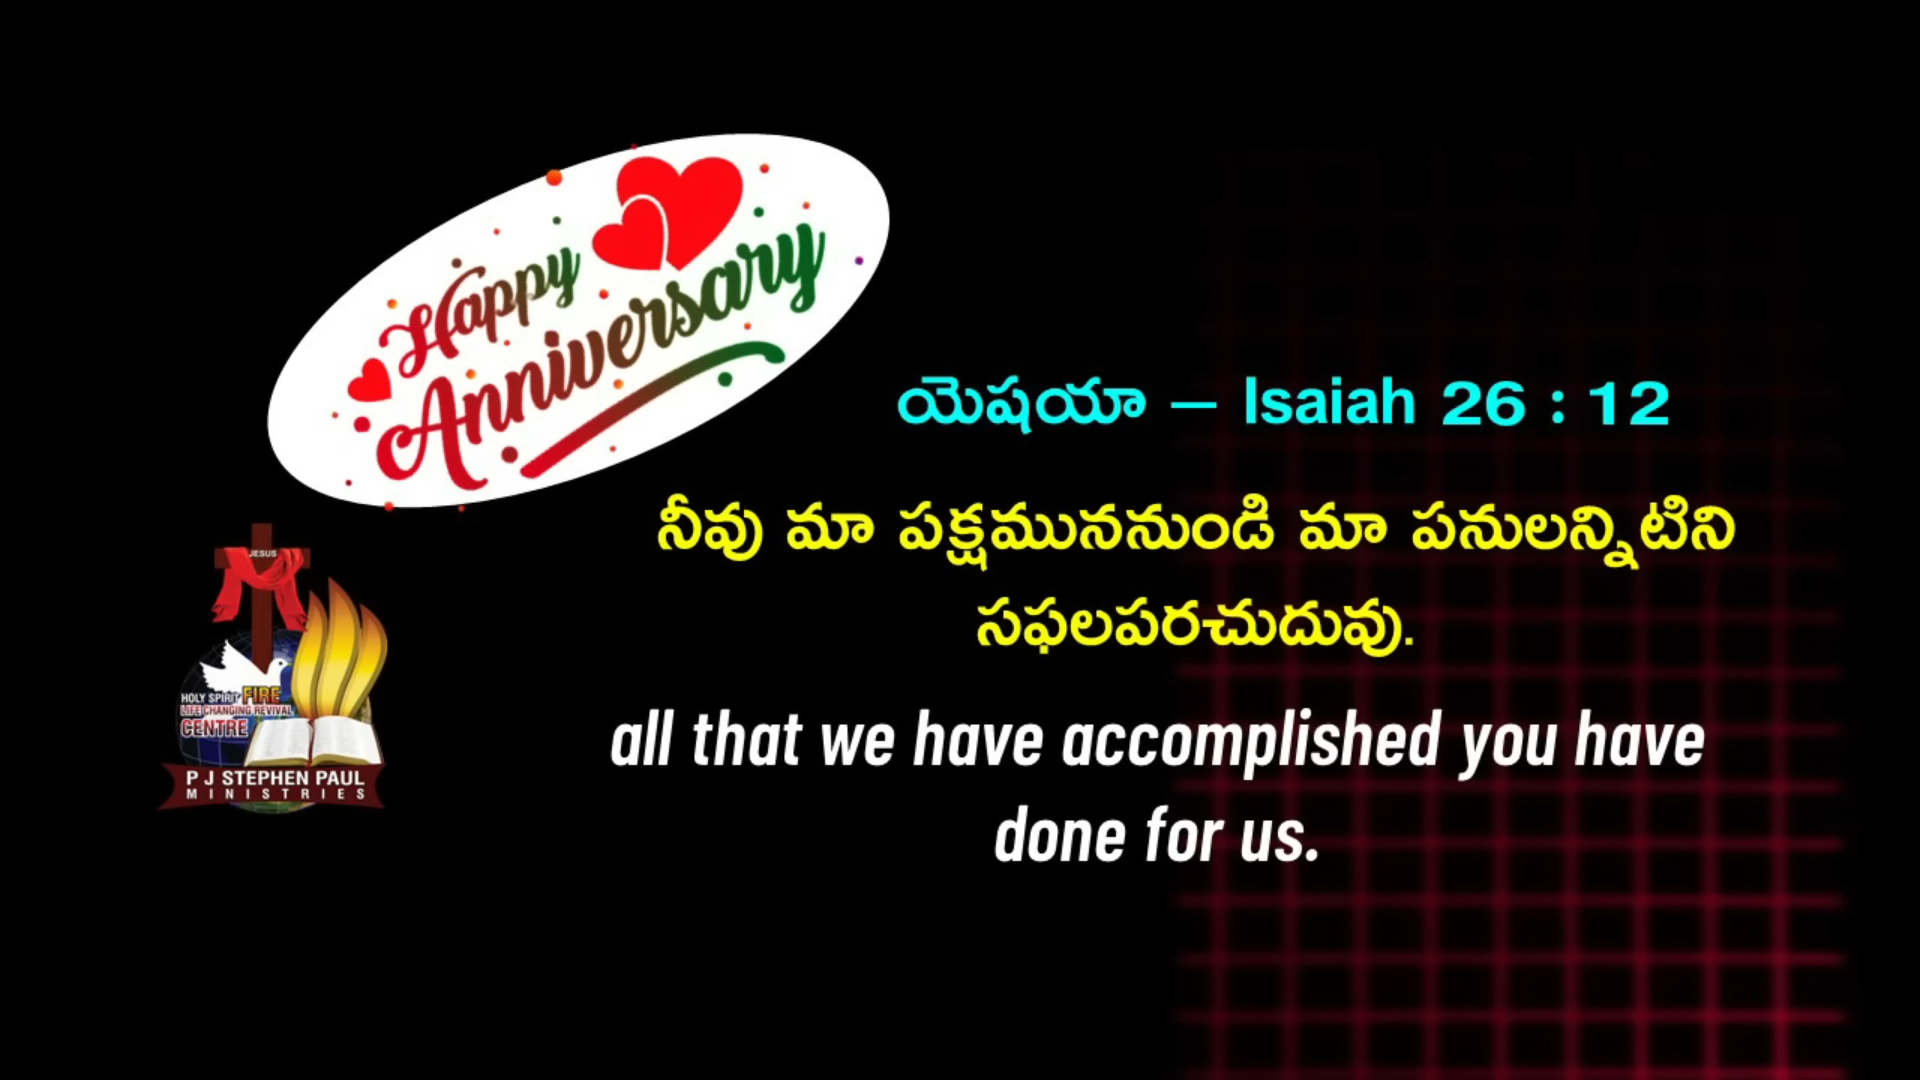 Happy
Anniversary
యెషయా – Isaiah 26 : 12
నీవు మా పక్షముననుండి మా పనులన్నిటిని
సఫలపరచుదువు.
all that we have accomplished you have
done for us.
JESUS
HOLY SPIRIT FIRE
LIFE CHANGING REVIVAL
CENTRE
P J STEPHEN PAUL
MINISTRIES